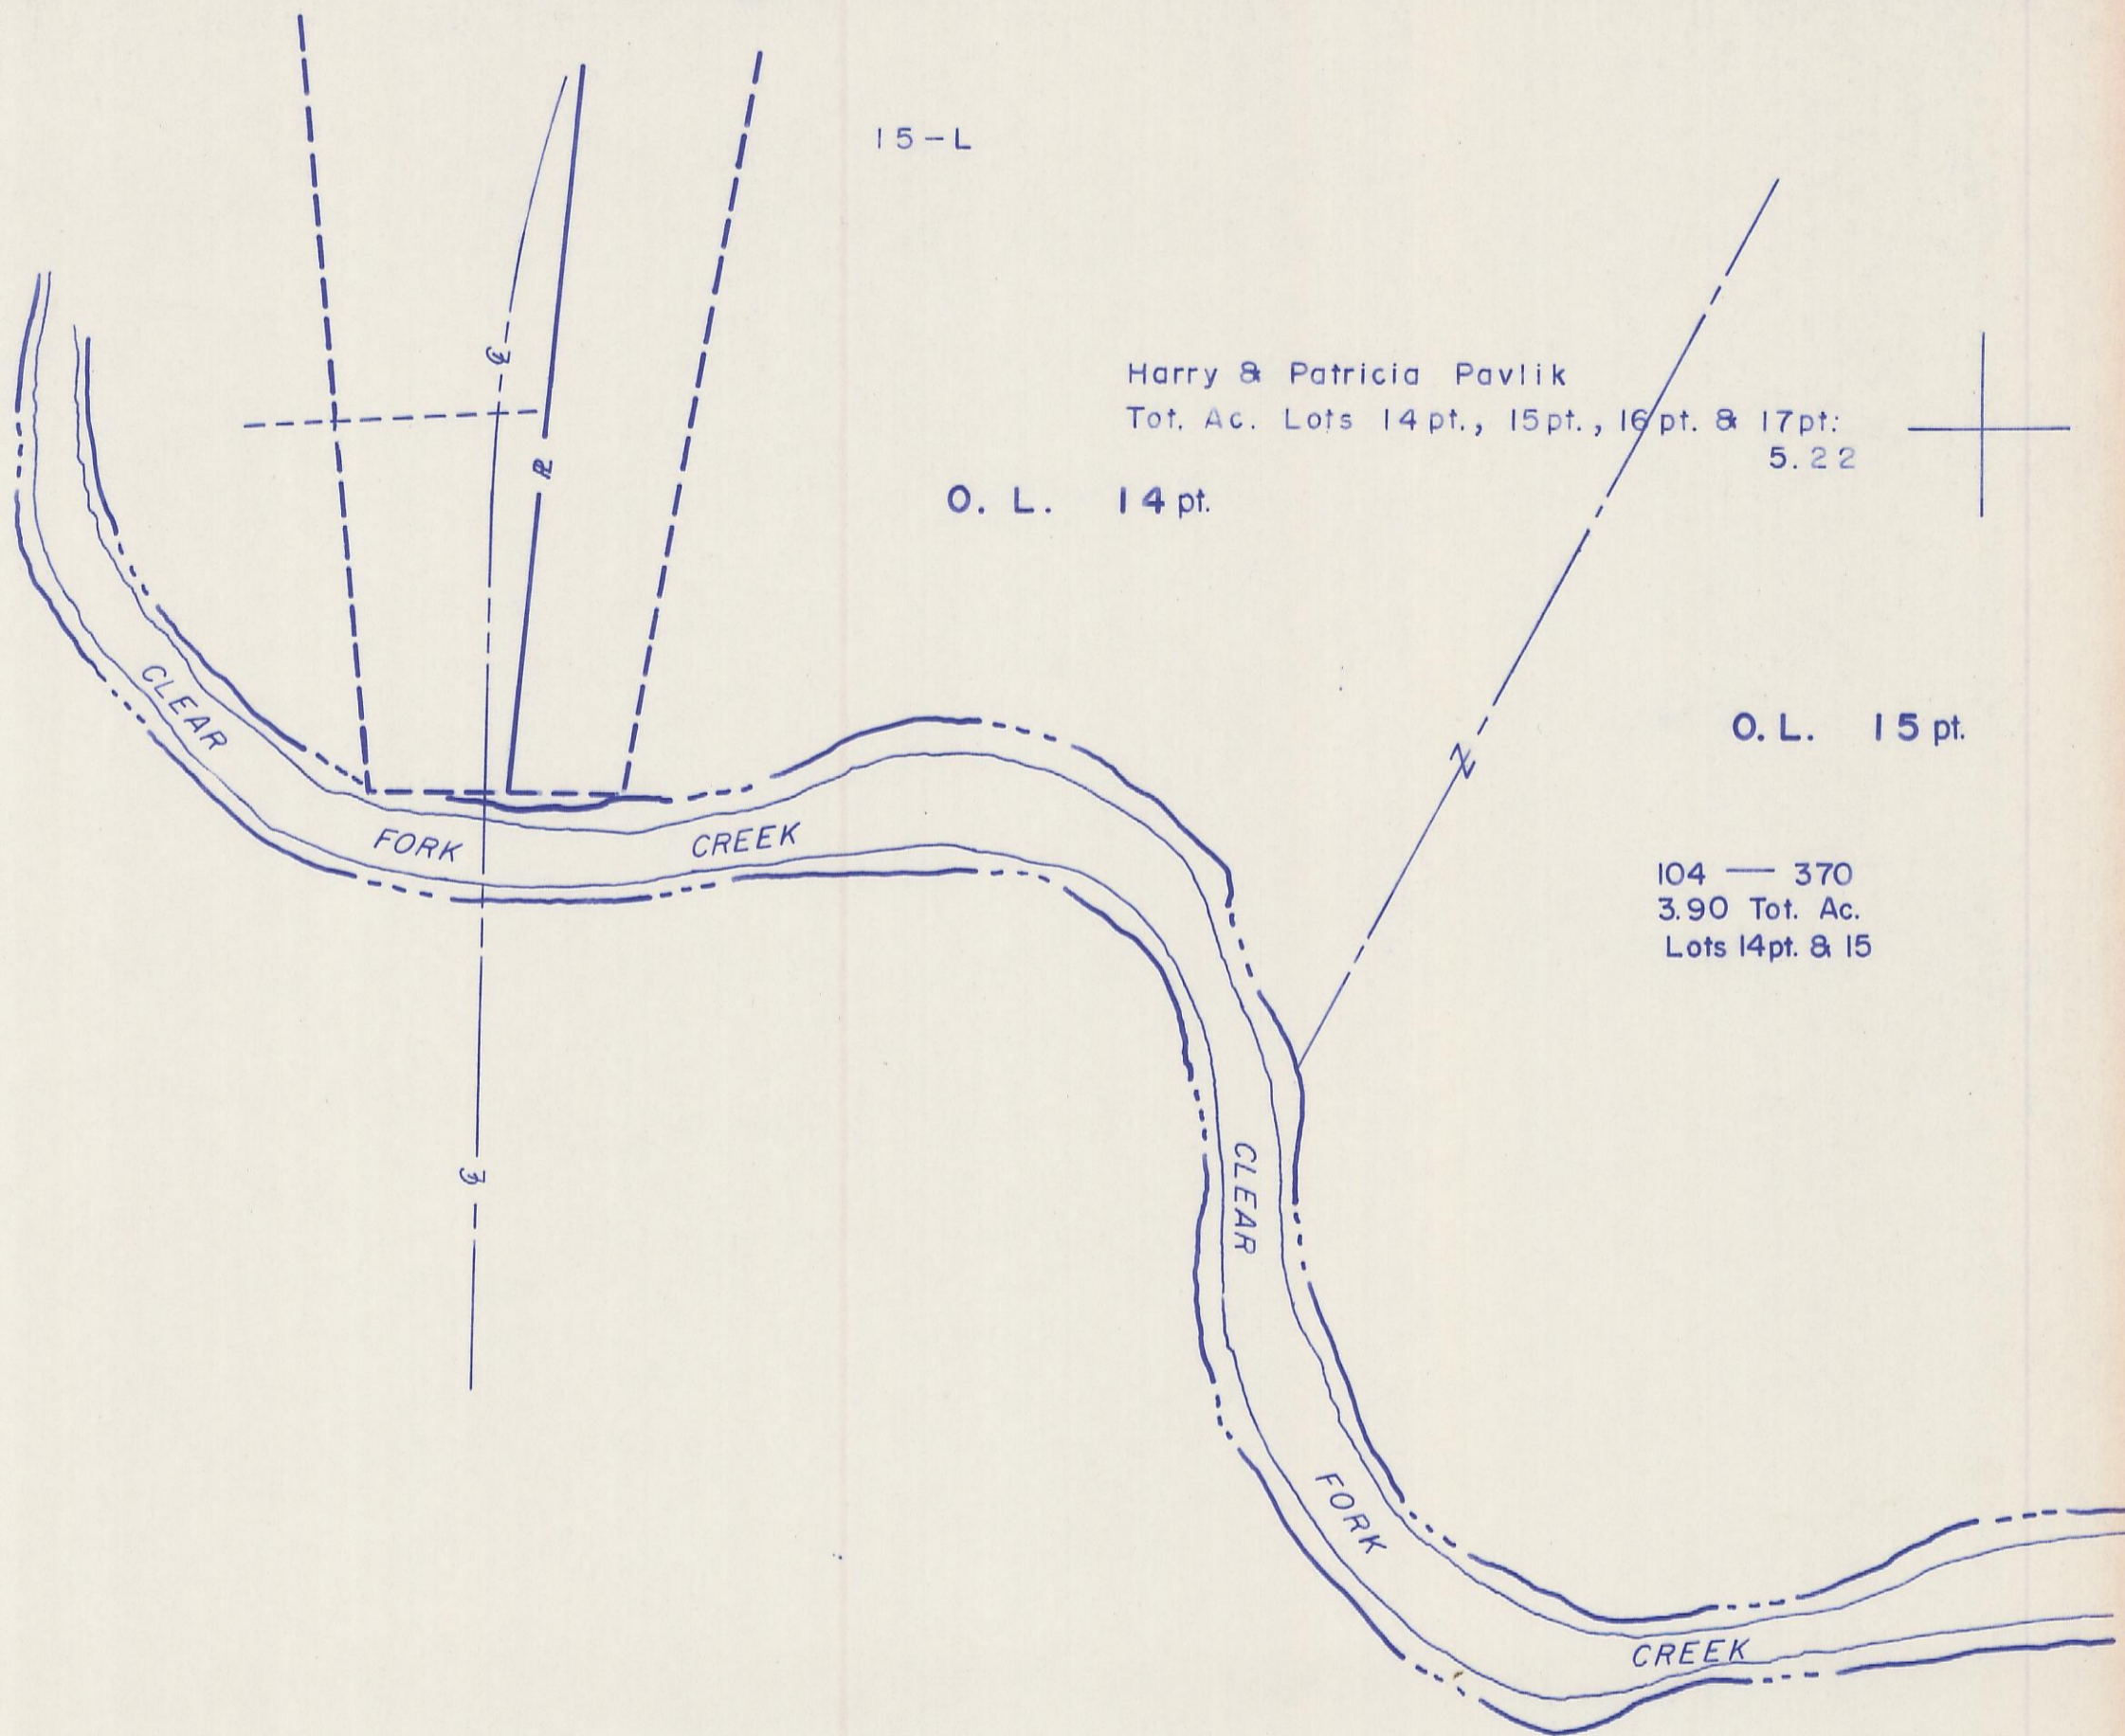 15-L
Harry & Patricia Pavlik
Tot. Ac. Lots 14pt., 15pt., 16pt. & 17pt:
5.22
O. L. 14 pt.
O. L. 15 pt.
104 — 370
3.90 Tot. Ac.
Lots 14pt. & 15
CLEAR
FORK
CREEK
CLEAR
FORK
CREEK